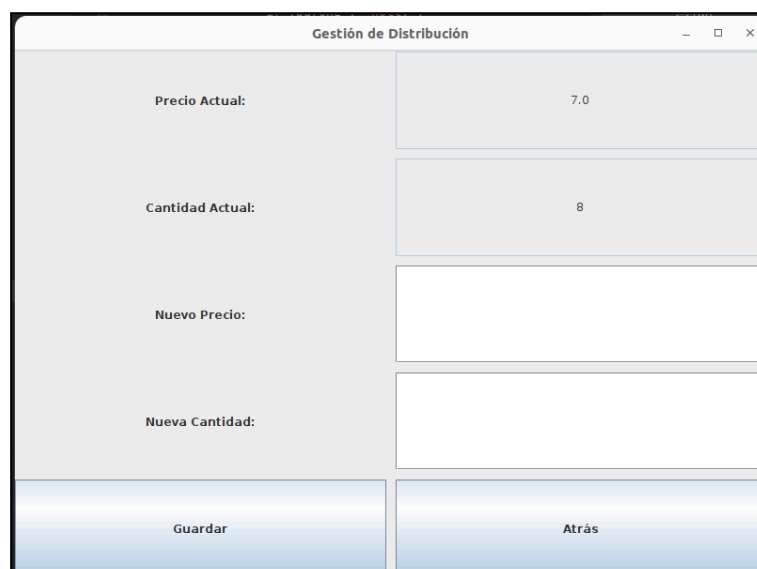 Gestión de Distribución
Precio Actual:
7.0
Cantidad Actual:
8
Nuevo Precio:
Nueva Cantidad:
Guardar
Atrás